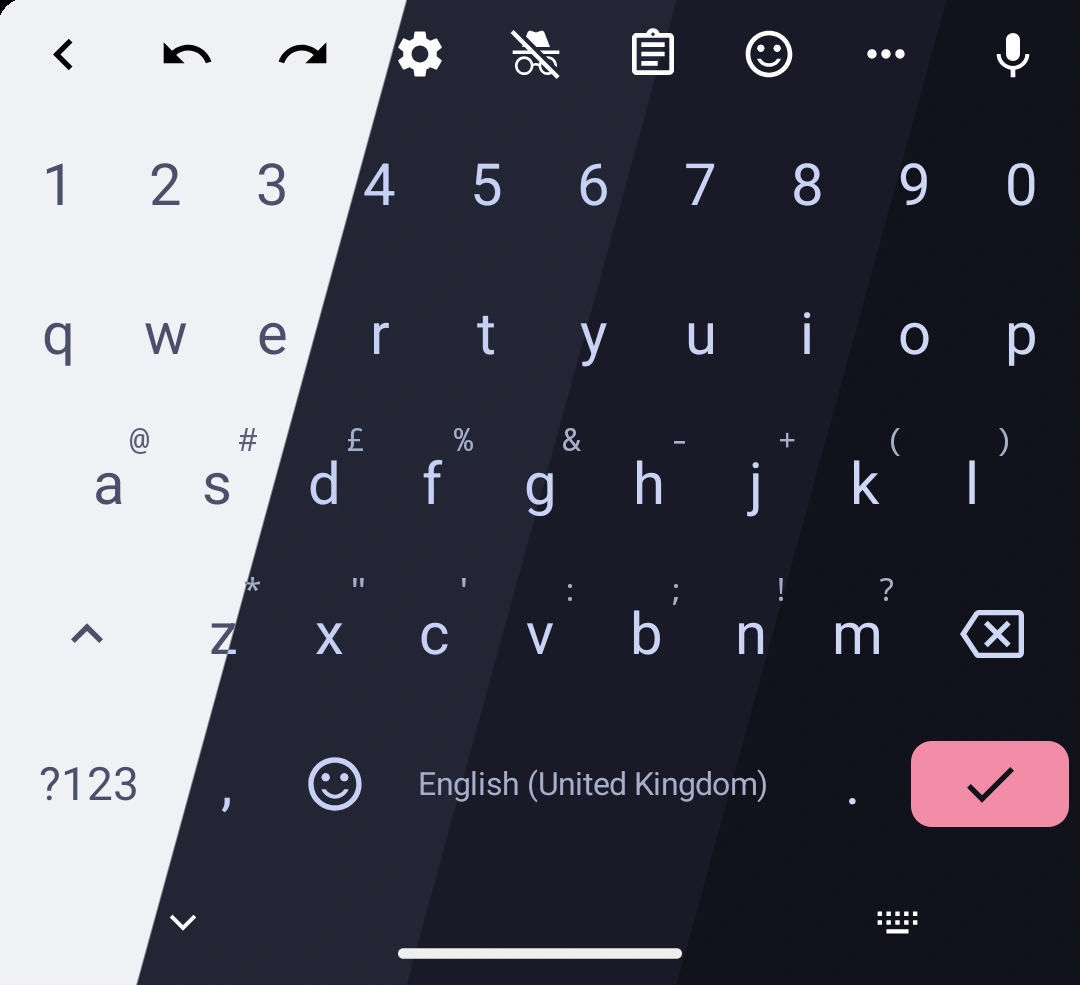 1 2 3 4 5 6 7 8 9 0
q w e r t y u i o p
@ # £ % & - + ( )
a s d f g h j k l
* " ' : ; ! ?
z x c v b n m
?123 , English (United Kingdom) .